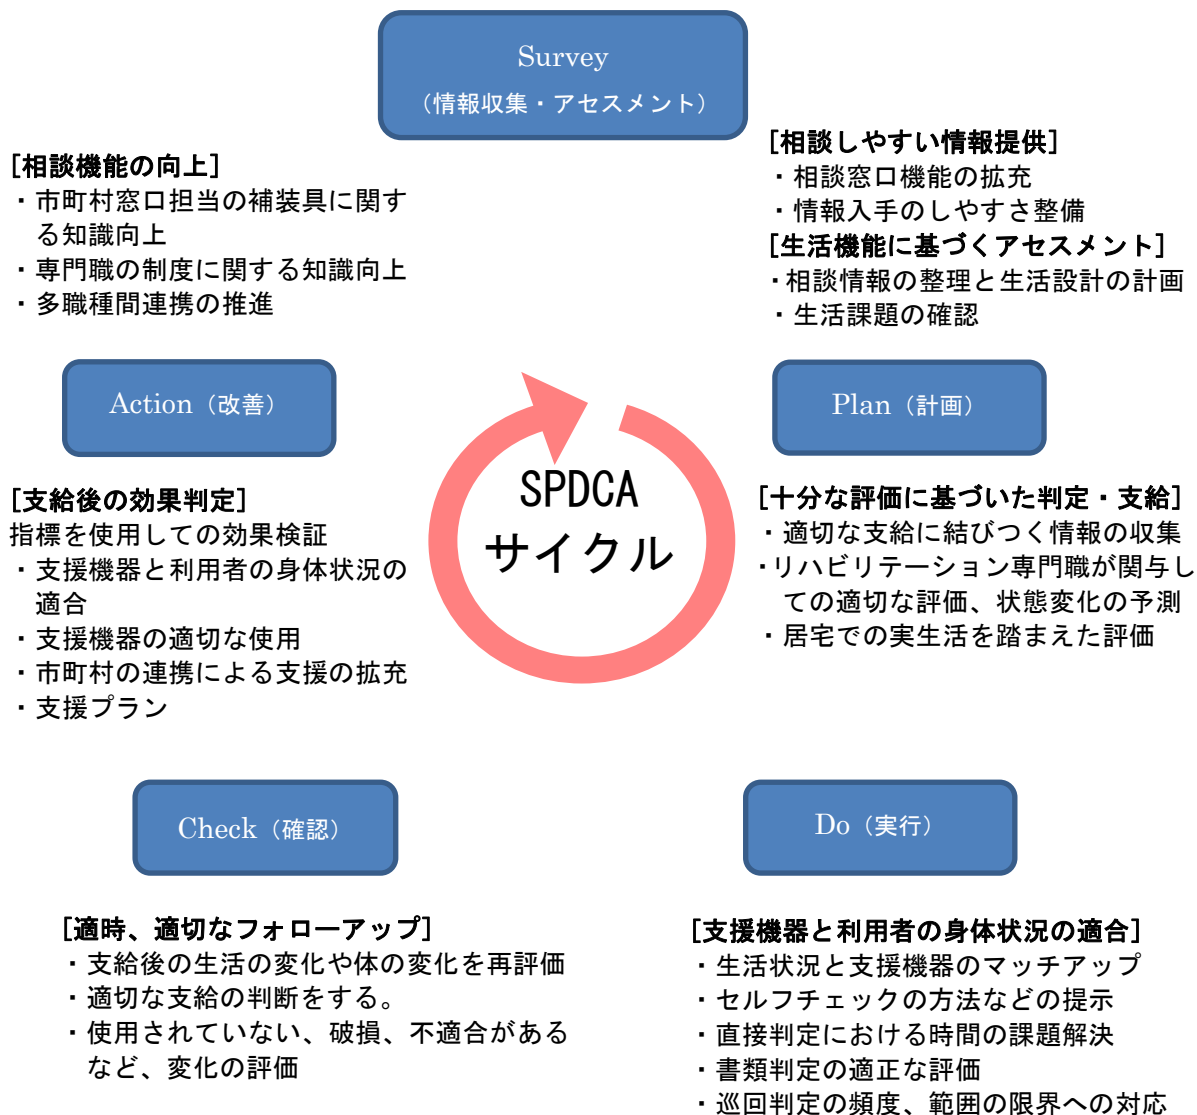 Survey
（情報収集・アセスメント）
[相談機能の向上]
・市町村窓口担当の補装具に関す
る知識向上
・専門職の制度に関する知識向上
・多職種間連携の推進
[相談しやすい情報提供]
・相談窓口機能の拡充
・情報入手のしやすさ整備
[生活機能に基づくアセスメント]
・相談情報の整理と生活設計の計画
・生活課題の確認
Action（改善）
Plan（計画）
SPDCA
サイクル
[支給後の効果判定]
指標を使用しての効果検証
・支援機器と利用者の身体状況の
適合
・支援機器の適切な使用
・市町村の連携による支援の拡充
・支援プラン
[十分な評価に基づいた判定・支給]
・適切な支給に結びつく情報の収集
・リハビリテーション専門職が関与し
ての適切な評価、状態変化の予測
・居宅での実生活を踏まえた評価
Check（確認）
Do（実行）
[適時、適切なフォローアップ]
・支給後の生活の変化や体の変化を再評価
・適切な支給の判断をする。
・使用されていない、破損、不適合がある
など、変化の評価
[支援機器と利用者の身体状況の適合]
・生活状況と支援機器のマッチアップ
・セルフチェックの方法などの提示
・直接判定における時間の課題解決
・書類判定の適正な評価
・巡回判定の頻度、範囲の限界への対応